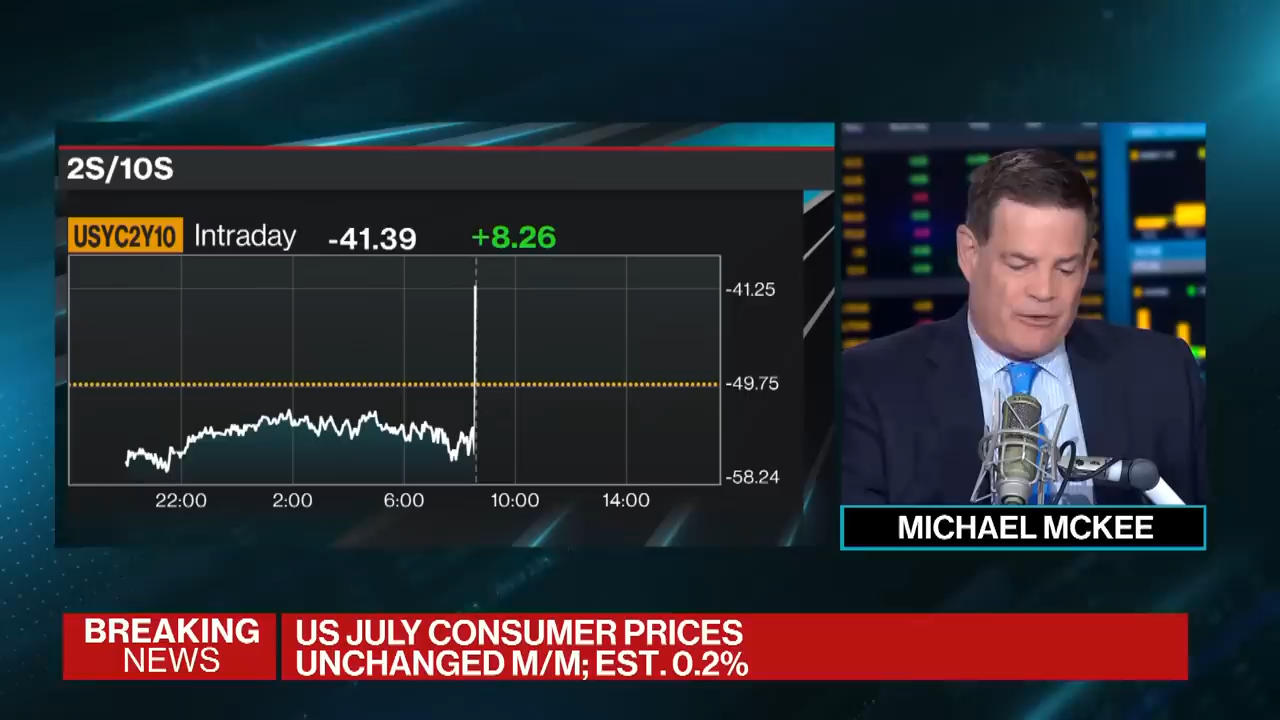 2S/10S
USYC2Y10 Intraday -41.39 +8.26
-41.25
-49.75
-58.24
22:00 2:00 6:00 10:00 14:00
MICHAEL MCKEE
BREAKING
NEWS
US JULY CONSUMER PRICES
UNCHANGED M/M; EST. 0.2%